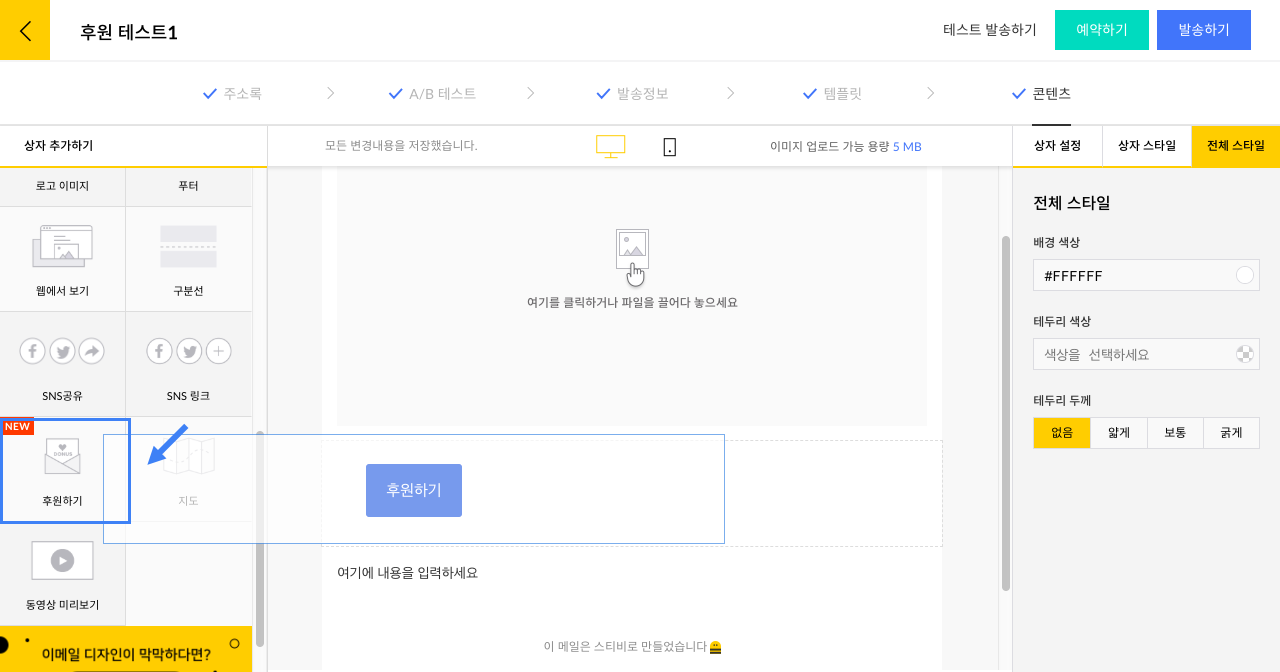 후원 테스트1
테스트 발송하기
예약하기
발송하기
주소록
A/B 테스트
발송정보
템플릿
콘텐츠
상자 추가하기
모든 변경내용을 저장했습니다.
이미지 업로드 가능 용량 5 MB
상자 설정
상자 스타일
전체 스타일
로고 이미지
푸터
웹에서 보기
구분선
SNS공유
SNS 링크
NEW
DONUS
후원하기
지도
동영상 미리보기
이메일 디자인이 막막하다면?
여기를 클릭하거나 파일을 끌어다 놓으세요
후원하기
여기에 내용을 입력하세요
이 메일은 스티비로 만들었습니다
전체 스타일
배경 색상
#FFFFFF
테두리 색상
색상을 선택하세요
테두리 두께
없음
얇게
보통
굵게